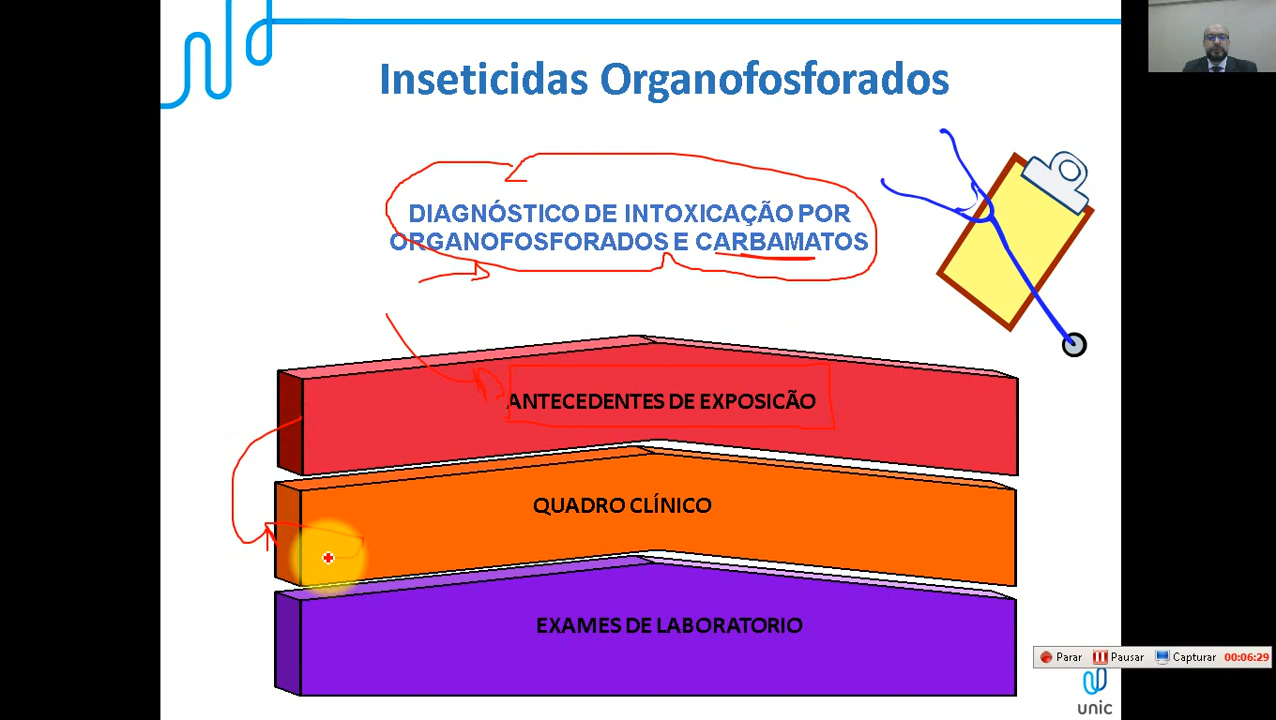 Inseticidas Organofosforados
DIAGNÓSTICO DE INTOXICAÇÃO POR
ORGANOFOSFORADOS E CARBAMATOS
ANTECEDENTES DE EXPOSICÃO
QUADRO CLÍNICO
EXAMES DE LABORATORIO
Parar Pausar Capturar 00:06:29
unic